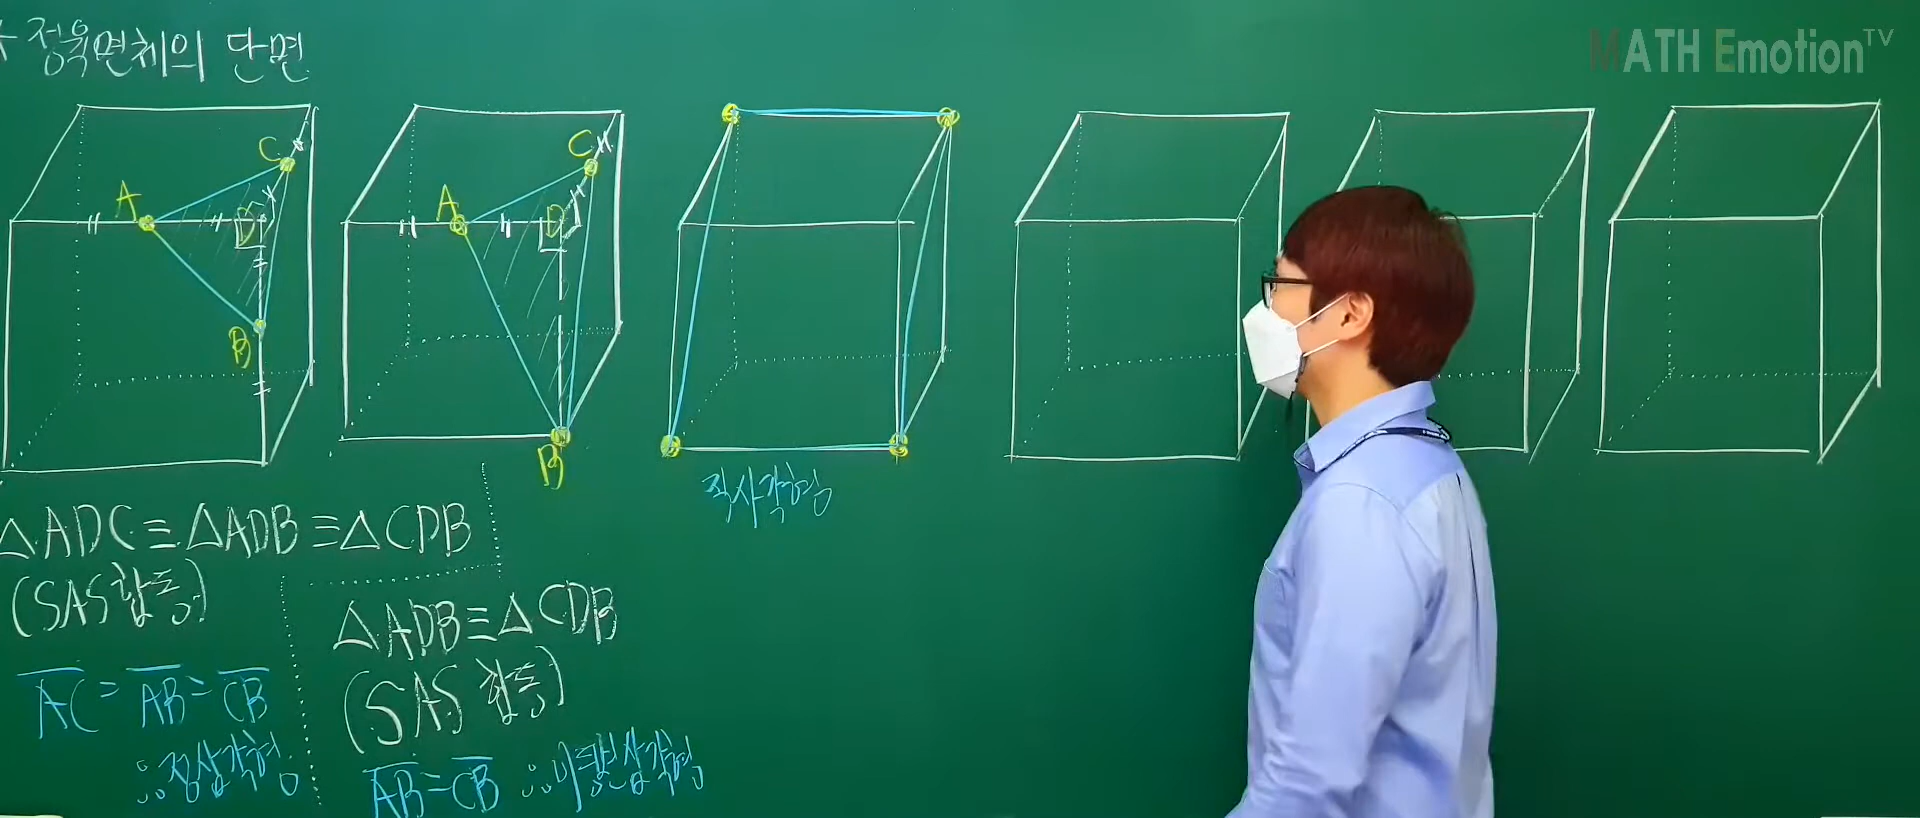 정육면체의 단면
MATH Emotion TV
A
B
C
D
A
B
C
D
직사각형
△ADC≡△ADB≡△CDB
(SAS합동)
AC=AB=CB
∴정삼각형
△ADB≡△CDB
(SAS합동)
AB=CB ∴이등변삼각형